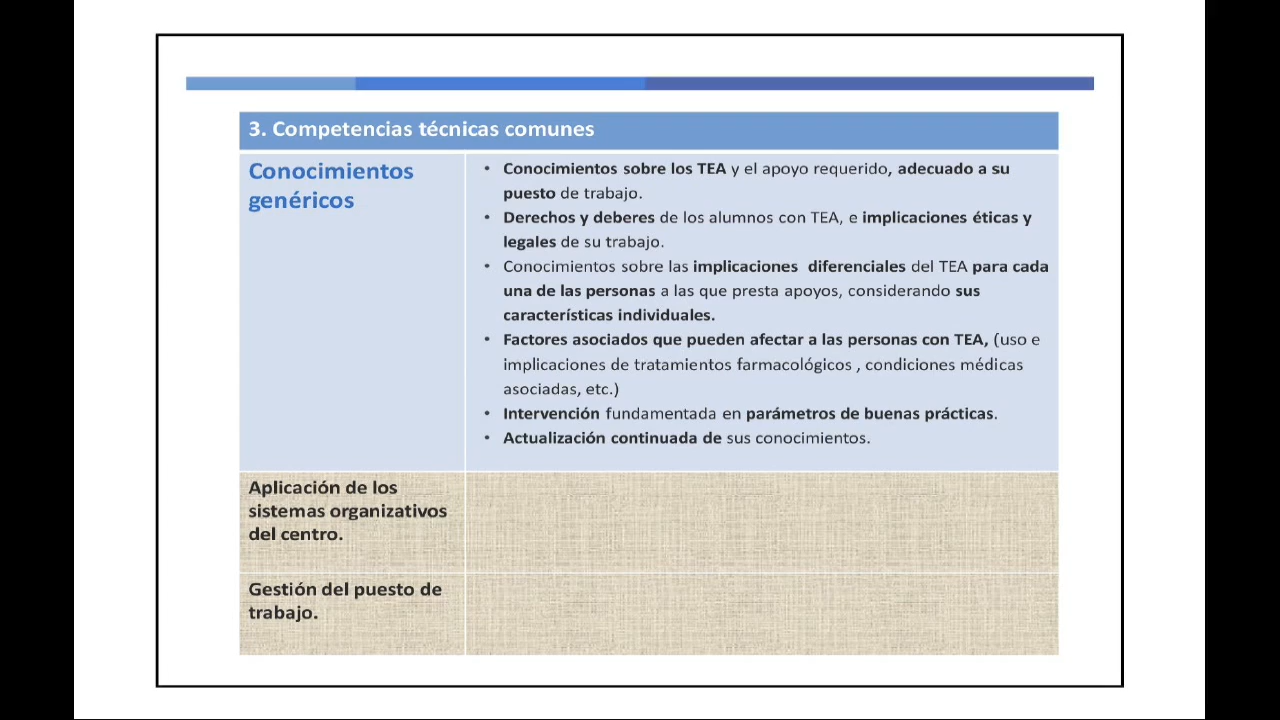 3. Competencias técnicas comunes
Conocimientos
genéricos
• Conocimientos sobre los TEA y el apoyo requerido, adecuado a su
puesto de trabajo.
• Derechos y deberes de los alumnos con TEA, e implicaciones éticas y
legales de su trabajo.
• Conocimientos sobre las implicaciones diferenciales del TEA para cada
una de las personas a las que presta apoyos, considerando sus
características individuales.
• Factores asociados que pueden afectar a las personas con TEA, (uso e
implicaciones de tratamientos farmacológicos , condiciones médicas
asociadas, etc.)
• Intervención fundamentada en parámetros de buenas prácticas.
• Actualización continuada de sus conocimientos.
Aplicación de los
sistemas organizativos
del centro.
Gestión del puesto de
trabajo.